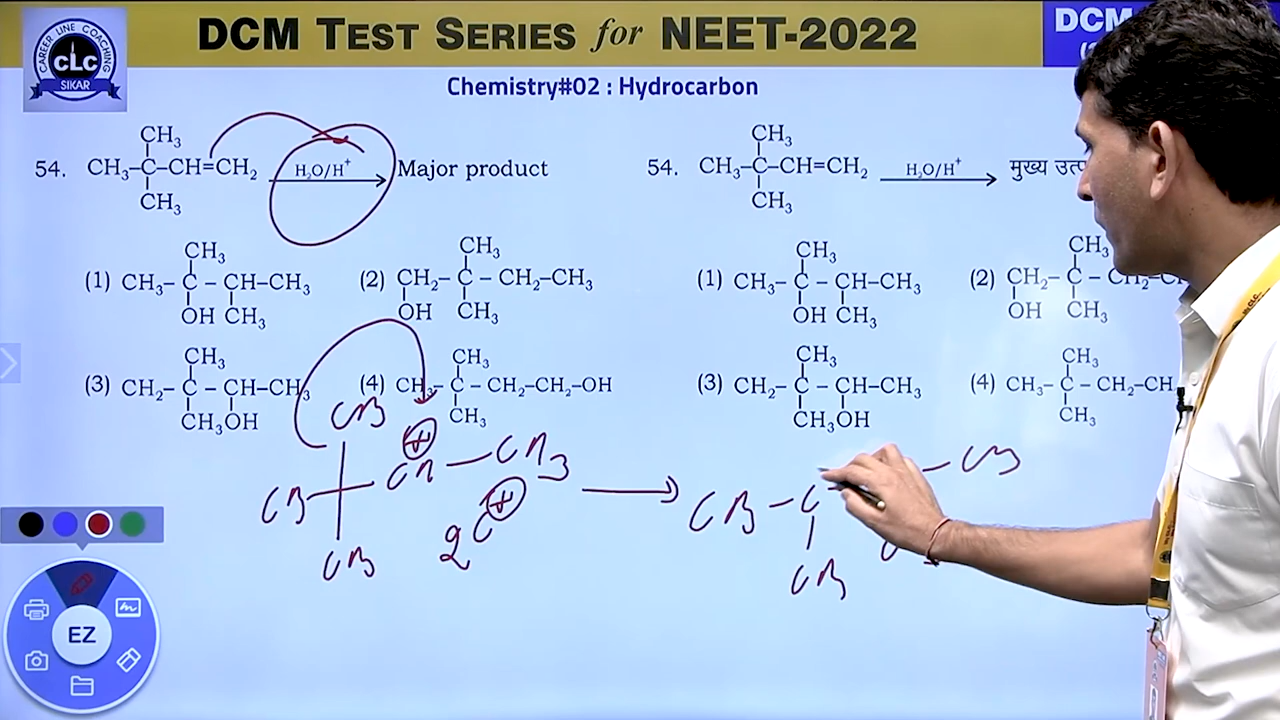 CAREER LINE COACHING
CLC
SIKAR
DCM TEST SERIES for NEET-2022
DCM
Chemistry#02 : Hydrocarbon
54.
CH₃
CH₃–C–CH=CH₂
CH₃
H₂O/H⁺
Major product
(1)
CH₃
CH₃–C–CH–CH₃
OH CH₃
(2)
CH₃
CH₂–C–CH₂–CH₃
OH CH₃
(3)
CH₃
CH₂–C–CH–CH₃
CH₃OH
(4)
CH₃
CH₃–C–CH₂–CH₂–OH
CH₃
54.
CH₃
CH₃–C–CH=CH₂
CH₃
H₂O/H⁺
मुख्य
(1)
CH₃
CH₃–C–CH–CH₃
OH CH₃
(2)
CH₃
CH₂–C–CH₂–
OH CH₃
(3)
CH₃
CH₂–C–CH–CH₃
CH₃OH
(4)
CH₃
CH₃–C–CH₂–CH
CH₃
CH₃
+
CH₃ CH–CH₃
CH₃
2C+
CH₃–C –CH₃
CH₃
EZ